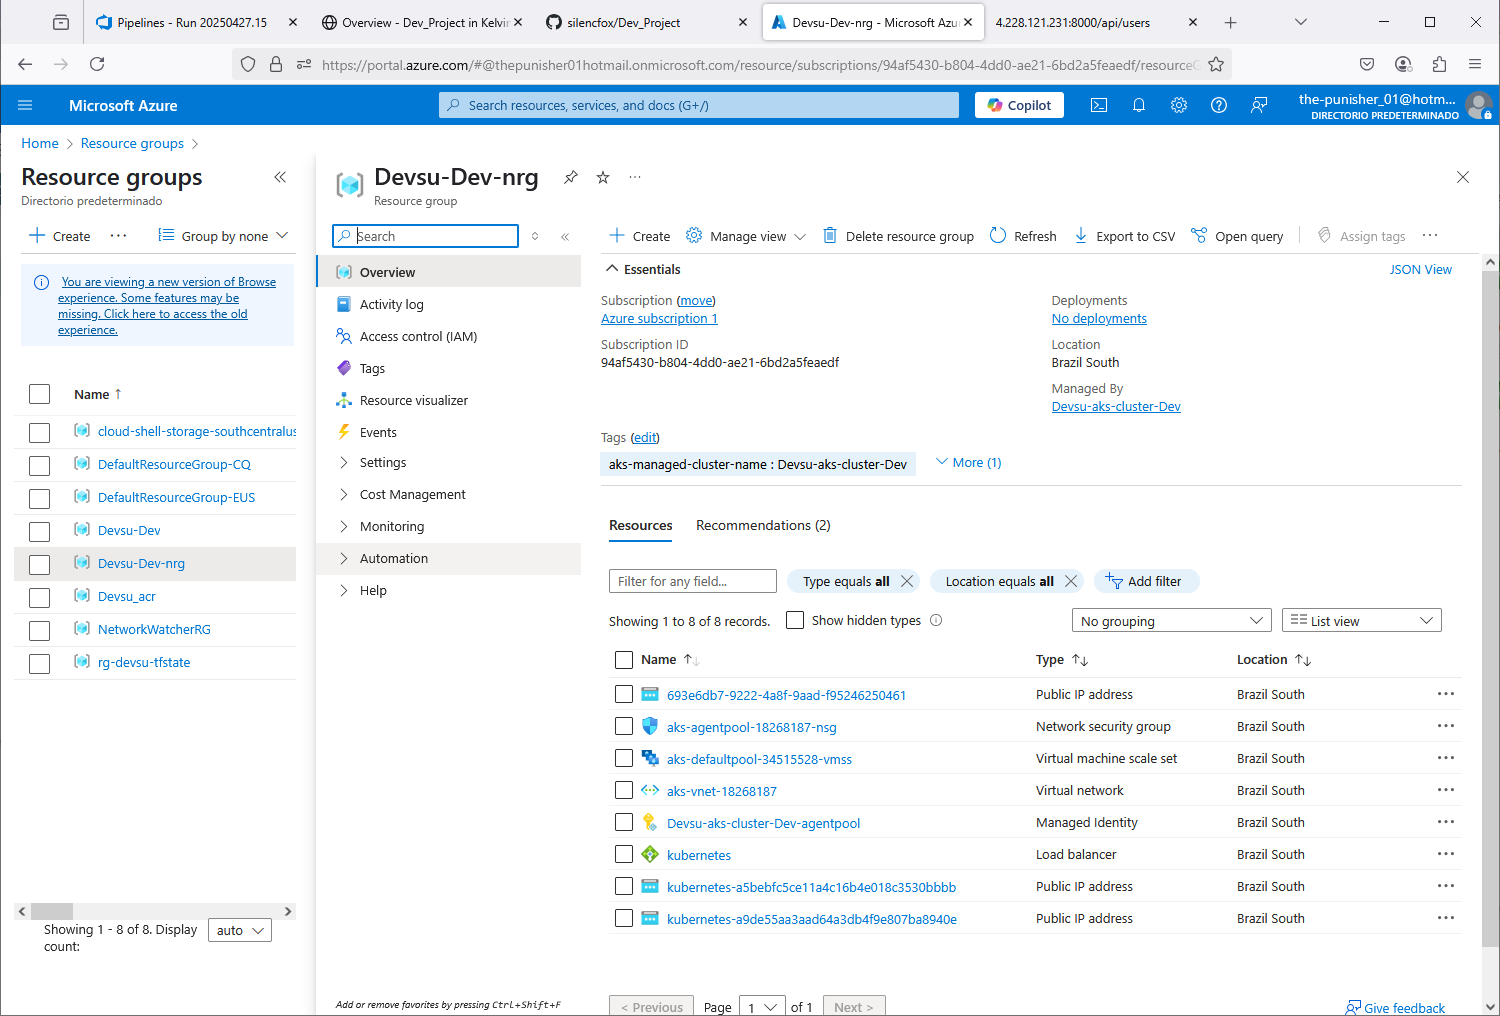 Pipelines - Run 20250427.15
Overview - Dev_Project in Kelvin
silencfox/Dev_Project
Devsu-Dev-nrg - Microsoft Azu
4.228.121.231:8000/api/users
https://portal.azure.com/#@thepunisher01hotmail.onmicrosoft.com/resource/subscriptions/94af5430-b804-4dd0-ae21-6bd2a5feaedf/resourceG
Microsoft Azure
Search resources, services, and docs (G+/)
Copilot
the-punisher_01@hotm...
DIRECTORIO PREDETERMINADO
Home > Resource groups >
Resource groups
Directorio predeterminado
Create
Group by none
You are viewing a new version of Browse
experience. Some features may be
missing. Click here to access the old
experience.
Name ↑
cloud-shell-storage-southcentralus
DefaultResourceGroup-CQ
DefaultResourceGroup-EUS
Devsu-Dev
Devsu-Dev-nrg
Devsu_acr
NetworkWatcherRG
rg-devsu-tfstate
Showing 1 - 8 of 8. Display
count:
auto
Devsu-Dev-nrg
Resource group
Search
Overview
Activity log
Access control (IAM)
Tags
Resource visualizer
Events
Settings
Cost Management
Monitoring
Automation
Help
Add or remove favorites by pressing Ctrl+Shift+F
Create
Manage view
Delete resource group
Refresh
Export to CSV
Open query
Assign tags
Essentials
JSON View
Subscription (move)
Azure subscription 1
Subscription ID
94af5430-b804-4dd0-ae21-6bd2a5feaedf
Deployments
No deployments
Location
Brazil South
Managed By
Devsu-aks-cluster-Dev
Tags (edit)
aks-managed-cluster-name : Devsu-aks-cluster-Dev
More (1)
Resources
Recommendations (2)
Filter for any field...
Type equals all
Location equals all
Add filter
Showing 1 to 8 of 8 records.
Show hidden types
No grouping
List view
Name ↑↓ Type ↑↓ Location ↑↓
693e6db7-9222-4a8f-9aad-f95246250461 Public IP address Brazil South
aks-agentpool-18268187-nsg Network security group Brazil South
aks-defaultpool-34515528-vmss Virtual machine scale set Brazil South
aks-vnet-18268187 Virtual network Brazil South
Devsu-aks-cluster-Dev-agentpool Managed Identity Brazil South
kubernetes Load balancer Brazil South
kubernetes-a5bebfc5ce11a4c16b4e018c3530bbbb Public IP address Brazil South
kubernetes-a9de55aa3aad64a3db4f9e807ba8940e Public IP address Brazil South
< Previous
Page 1 of 1
Next >
Give feedback